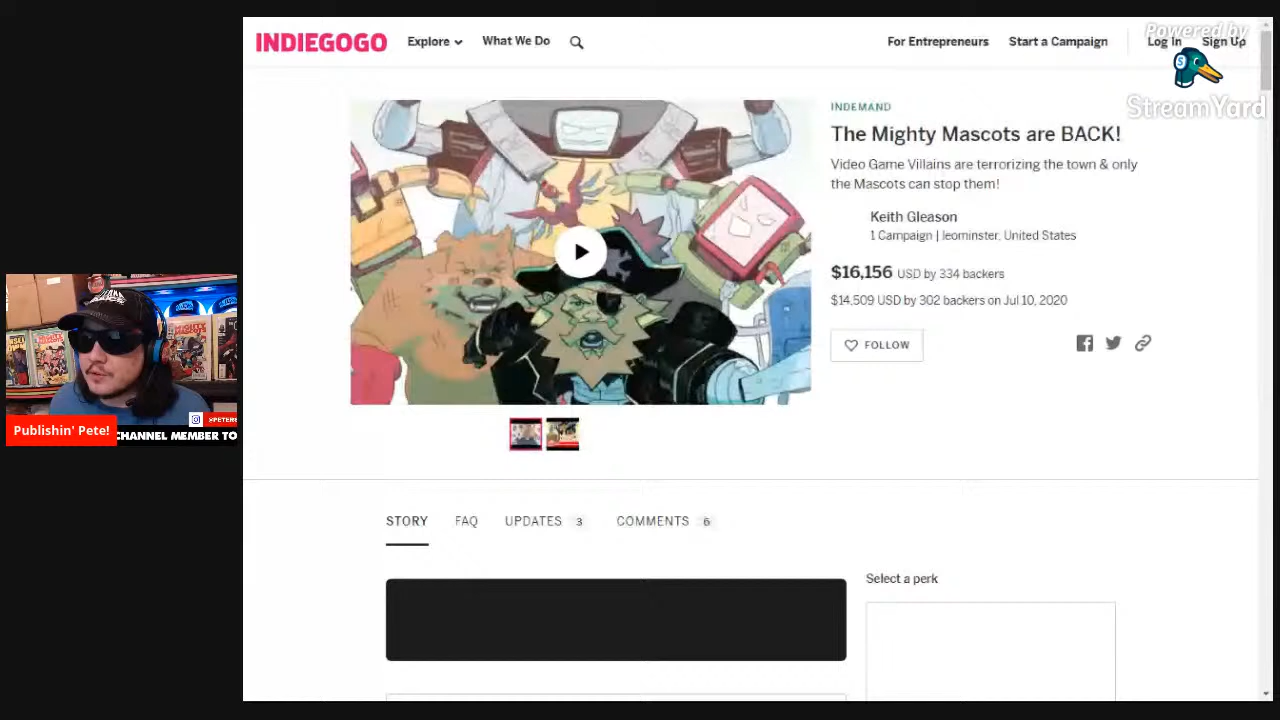 INDIEGOGO
Explore
What We Do
For Entrepreneurs
Start a Campaign
Log In
Sign Up
Powered by
StreamYard
INDEMAND
The Mighty Mascots are BACK!
Video Game Villains are terrorizing the town & only
the Mascots can stop them!
Keith Gleason
1 Campaign | leominster, United States
$16,156 USD by 334 backers
$14,509 USD by 302 backers on Jul 10, 2020
FOLLOW
Publishin' Pete!
CHANNEL MEMBER TO
STORY
FAQ
UPDATES 3
COMMENTS 6
Select a perk